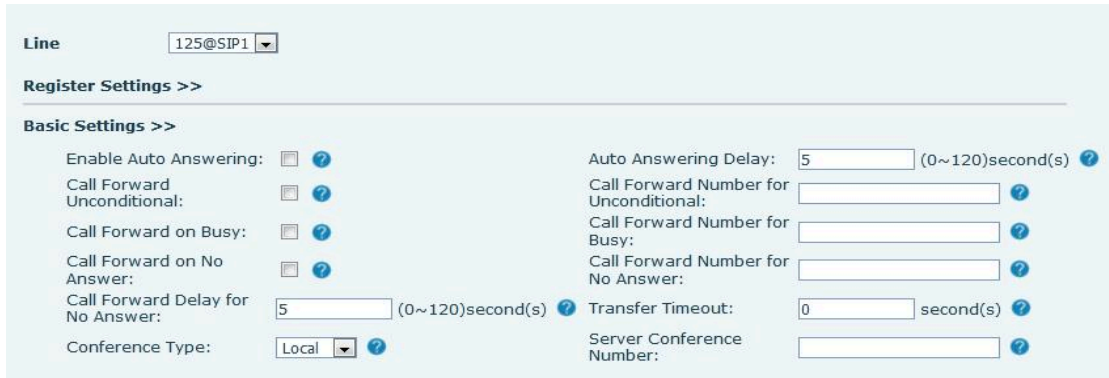 Line 125@SIP1
Register Settings >>
Basic Settings >>
Enable Auto Answering: ? Auto Answering Delay: 5 (0~120)second(s) ?
Call Forward
Unconditional: ? Call Forward Number for
Unconditional: ?
Call Forward on Busy: ? Call Forward Number for
Busy: ?
Call Forward on No
Answer: ? Call Forward Number for
No Answer: ?
Call Forward Delay for
No Answer: 5 (0~120)second(s) ? Transfer Timeout: 0 second(s) ?
Conference Type: Local ? Server Conference
Number: ?